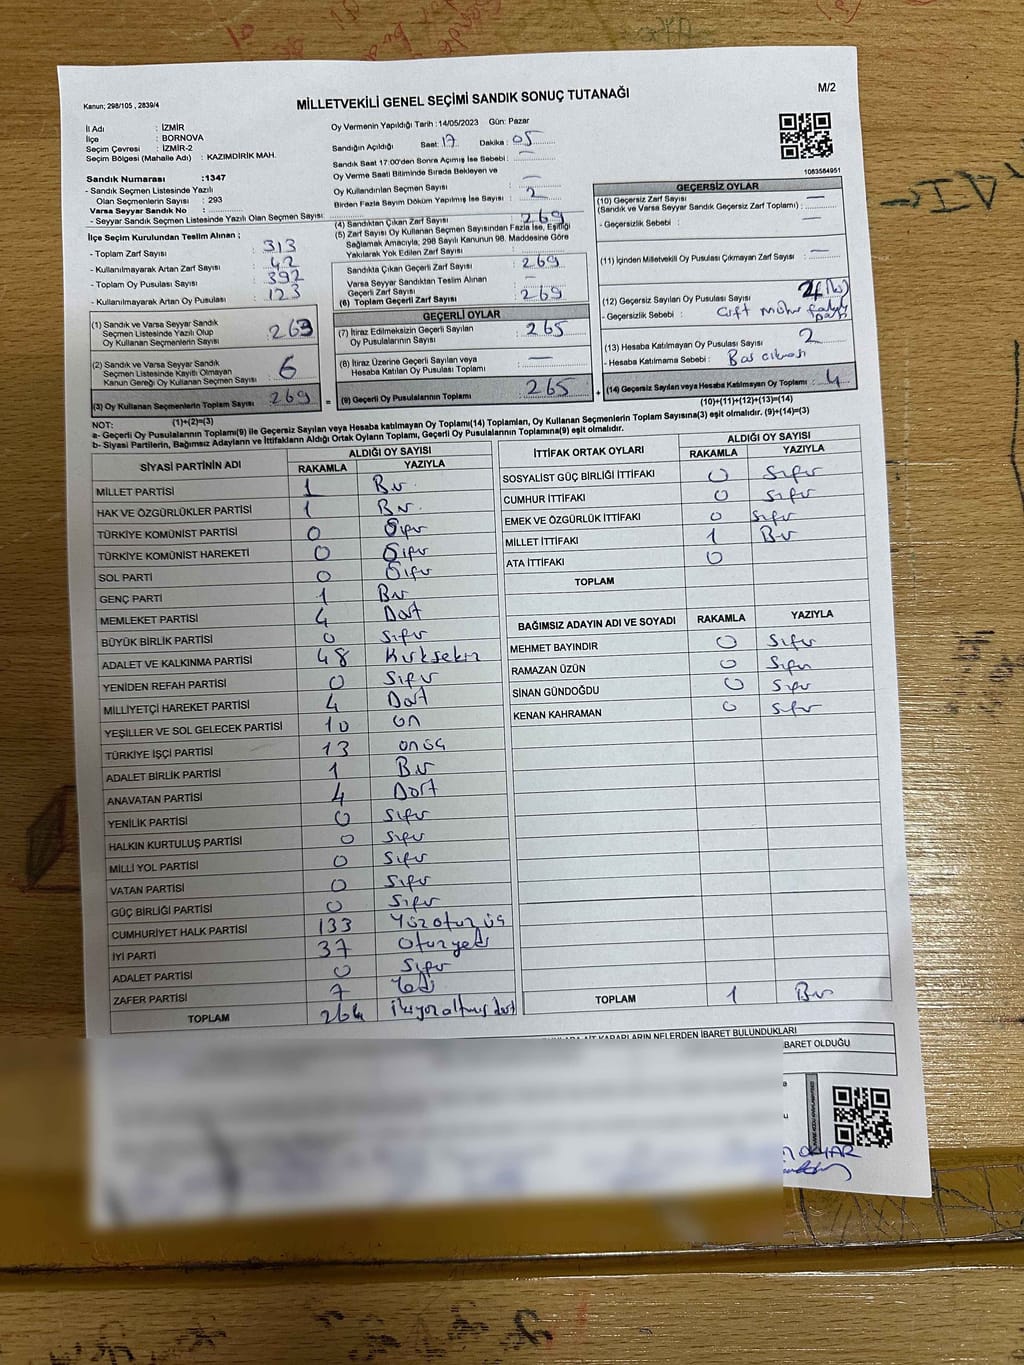 Kanun; 298/105 , 2839/4
MİLLETVEKİLİ GENEL SEÇİMİ SANDIK SONUÇ TUTANAĞI
M/2
İl Adı : İZMİR
İlçe : BORNOVA
Seçim Çevresi : İZMİR-2
Seçim Bölgesi (Mahalle Adı) : KAZIMDİRİK MAH.
Sandık Numarası :1347
- Sandık Seçmen Listesinde Yazılı
Olan Seçmenlerin Sayısı : 293
Varsa Seyyar Sandık No :
- Seyyar Sandık Seçmen Listesinde Yazılı Olan Seçmen Sayısı:
İlçe Seçim Kurulundan Teslim Alınan ;
- Toplam Zarf Sayısı : 313
- Kullanılmayarak Artan Zarf Sayısı : 42
- Toplam Oy Pusulası Sayısı : 392
- Kullanılmayarak Artan Oy Pusulası : 123
(1) Sandık ve Varsa Seyyar Sandık
Seçmen Listesinde Yazılı Olup
Oy Kullanan Seçmenlerin Sayısı : 263
(2) Sandık ve Varsa Seyyar Sandık
Seçmen Listesinde Kayıtlı Olmayan
Kanun Gereği Oy Kullanan Seçmen Sayısı : 6
(3) Oy Kullanan Seçmenlerin Toplam Sayısı : 269
(1)+(2)=(3)
Oy Vermenin Yapıldığı Tarih :14/05/2023 Gün: Pazar
Sandığın Açıldığı Saat: 17 Dakika : 05
Sandık Saat 17:00'den Sonra Açımış İse Sebebi : —
Oy Verme Saati Bitiminde Sırada Bekleyen ve
Oy Kullandırılan Seçmen Sayısı : —
Birden Fazla Sayım Döküm Yapılmış İse Sayısı : 2
(4) Sandıktan Çıkan Zarf Sayısı : 269
(5) Zarf Sayısı Oy Kullanan Seçmen Sayısından Fazla İse, Eşitliği
Sağlamak Amacıyla; 298 Sayılı Kanunun 98. Maddesine Göre
Yakılarak Yok Edilen Zarf Sayısı : —
Sandıkta Çıkan Geçerli Zarf Sayısı : 269
Varsa Seyyar Sandıktan Teslim Alınan
Geçerli Zarf Sayısı : —
(6) Toplam Geçerli Zarf Sayısı : 269
GEÇERLİ OYLAR
(7) İtiraz Edilmeksizin Geçerli Sayılan
Oy Pusulalarının Sayısı : 265
(8) İtiraz Üzerine Geçerli Sayılan veya
Hesaba Katılan Oy Pusulası Toplamı : —
= (9) Geçerli Oy Pusulalarının Toplamı : 265 +
1083584951
GEÇERSİZ OYLAR
(10) Geçersiz Zarf Sayısı
(Sandık ve Varsa Seyyar Sandık Geçersiz Zarf Toplamı) : —
- Geçersizlik Sebebi : —
(11) İçinden Milletvekili Oy Pusulası Çıkmayan Zarf Sayısı : —
(12) Geçersiz Sayılan Oy Pusulası Sayısı :
- Geçersizlik Sebebi : Çift mühür
(13) Hesaba Katılmayan Oy Pusulası Sayısı : 2
- Hesaba Katılmama Sebebi : Boş çıkması
(14) Geçersiz Sayılan veya Hesaba Katılmayan Oy Toplamı : 4
(10)+(11)+(12)+(13)=(14)
NOT:
a- Geçerli Oy Pusulalarının Toplamı(9) ile Geçersiz Sayılan veya Hesaba katılmayan Oy Toplamı(14) Toplamları, Oy Kullanan Seçmenlerin Toplam Sayısına(3) eşit olmalıdır. (9)+(14)=(3)
b- Siyasi Partilerin, Bağımsız Adayların ve İttifakların Aldığı Ortak Oyların Toplamı, Geçerli Oy Pusulalarının Toplamına(9) eşit olmalıdır.
SİYASİ PARTİNİN ADI ALDIĞI OY SAYISI
RAKAMLA YAZIYLA
MİLLET PARTİSİ 1 Bir
HAK VE ÖZGÜRLÜKLER PARTİSİ 1 Bir
TÜRKİYE KOMÜNİST PARTİSİ 0 Sıfır
TÜRKİYE KOMÜNİST HAREKETİ 0 Sıfır
SOL PARTİ 0 Sıfır
GENÇ PARTİ 1 Bir
MEMLEKET PARTİSİ 4 Dört
BÜYÜK BİRLİK PARTİSİ 0 Sıfır
ADALET VE KALKINMA PARTİSİ 48 Kırksekiz
YENİDEN REFAH PARTİSİ 0 Sıfır
MİLLİYETÇİ HAREKET PARTİSİ 4 Dört
YEŞİLLER VE SOL GELECEK PARTİSİ 10 on
TÜRKİYE İŞÇİ PARTİSİ 13 onüç
ADALET BİRLİK PARTİSİ 1 Bir
ANAVATAN PARTİSİ 4 Dört
YENİLİK PARTİSİ 0 Sıfır
HALKIN KURTULUŞ PARTİSİ 0 Sıfır
MİLLİ YOL PARTİSİ 0 Sıfır
VATAN PARTİSİ 0 Sıfır
GÜÇ BİRLİĞİ PARTİSİ 0 Sıfır
CUMHURİYET HALK PARTİSİ 133 Yüzotuzüç
İYİ PARTİ 37 Otuzyedi
ADALET PARTİSİ 0 Sıfır
ZAFER PARTİSİ 7 Yedi
TOPLAM 264 ikiyüzaltmışdört
İTTİFAK ORTAK OYLARI ALDIĞI OY SAYISI
RAKAMLA YAZIYLA
SOSYALİST GÜÇ BİRLİĞİ İTTİFAKI 0 Sıfır
CUMHUR İTTİFAKI 0 Sıfır
EMEK VE ÖZGÜRLÜK İTTİFAKI 0 Sıfır
MİLLET İTTİFAKI 1 Bir
ATA İTTİFAKI 0
TOPLAM
BAĞIMSIZ ADAYIN ADI VE SOYADI RAKAMLA YAZIYLA
MEHMET BAYINDIR 0 Sıfır
RAMAZAN ÜZÜN 0 Sıfır
SİNAN GÜNDOĞDU 0 Sıfır
KENAN KAHRAMAN 0 Sıfır
TOPLAM 1 Bir
KARARLARIN NELERDEN İBARET BULUNDUKLARI
BARET OLDUĞU